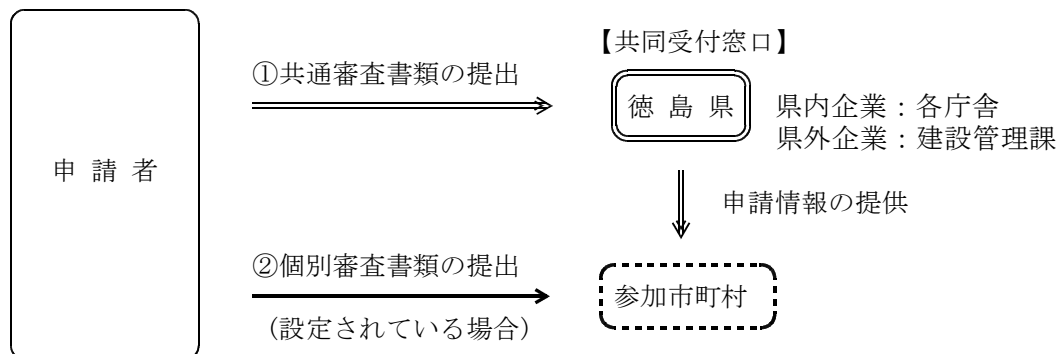 【共同受付窓口】
①共通審査書類の提出
徳 島 県
県内企業：各庁舎
県外企業：建設管理課
申 請 者
申請情報の提供
②個別審査書類の提出
参加市町村
（設定されている場合）